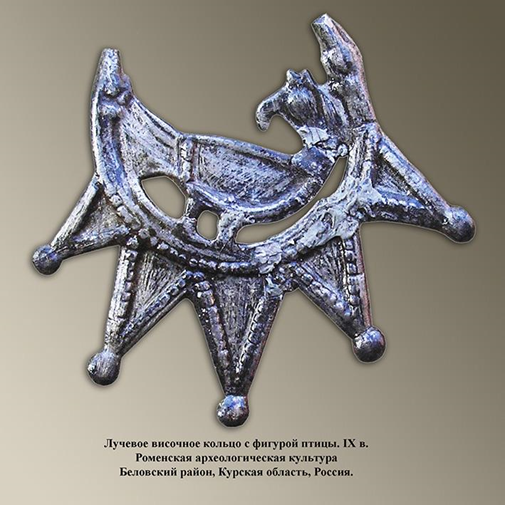 Лучевое височное кольцо с фигурой птицы. IX в.
Роменская археологическая культура
Беловский район, Курская область, Россия.